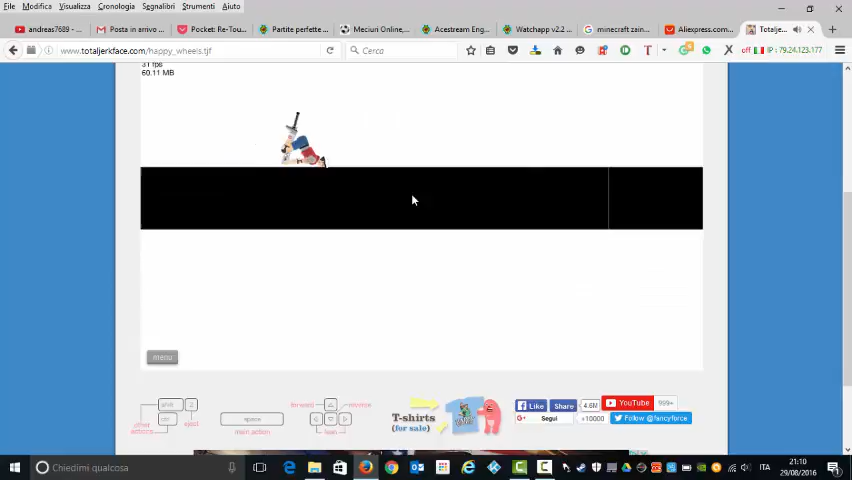 File Modifica Visualizza Cronologia Segnalibri Strumenti Aiuto
andreas7689 - ... Posta in arrivo ... Pocket: Re-Tou... Partite perfette ... Meciuri Online,... Acestream Eng... Watchapp v2.2 ... minecraft zain... Aliexpress.com... Totaljerkface...
www.totaljerkface.com/happy_wheels.tjf Cerca off IP : 79.24.123.177
31 fps
60.11 MB
menu
shift Z
ctrl
other actions
eject
space
main action
forward
reverse
lean
T-shirts
(for sale)
Like Share 4.6M YouTube 999+
Segui +10000 Follow @fancyforce
Chiedimi qualcosa
ITA
21:10
29/08/2016